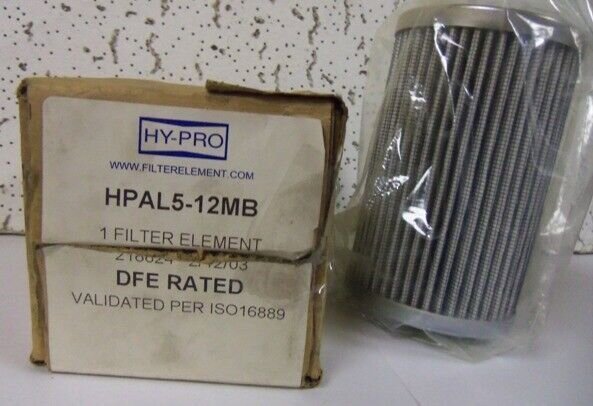 HY-PRO
WWW.FILTERELEMENT.COM
HPAL5-12MB
1 FILTER ELEMENT
DFE RATED
VALIDATED PER ISO16889